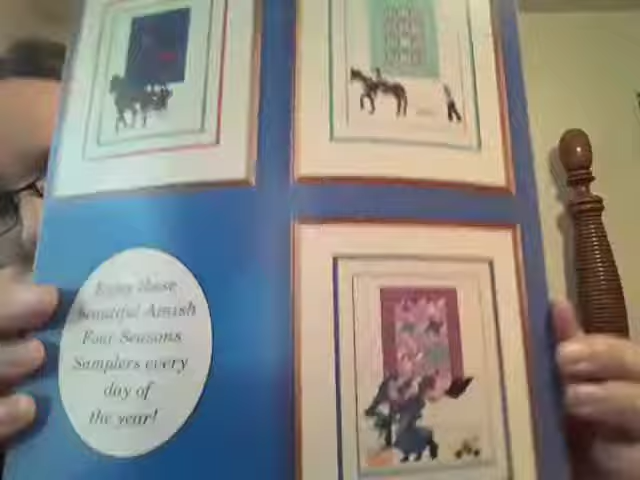 Enjoy these
beautiful Amish
Four Seasons
Samplers every
day of
the year!